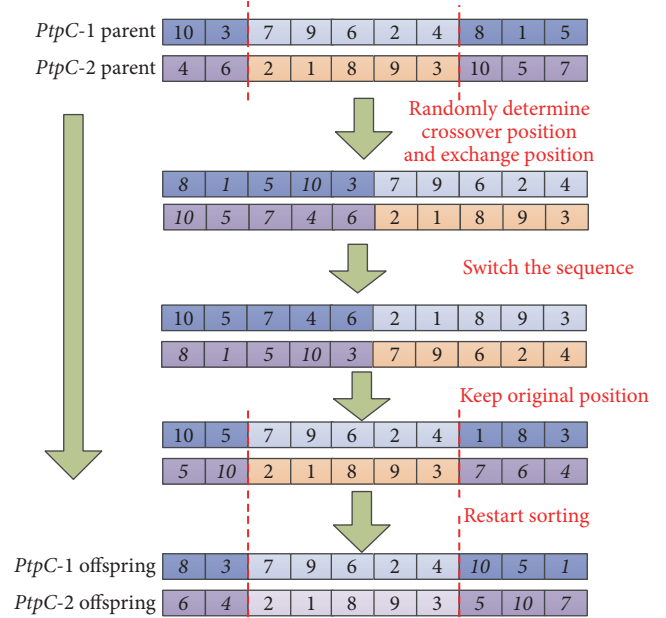 PtpC-1 parent 10 3 7 9 6 2 4 8 1 5
PtpC-2 parent 4 6 2 1 8 9 3 10 5 7
Randomly determine
crossover position
and exchange position
8 1 5 10 3 7 9 6 2 4
10 5 7 4 6 2 1 8 9 3
Switch the sequence
10 5 7 4 6 2 1 8 9 3
8 1 5 10 3 7 9 6 2 4
Keep original position
10 5 7 9 6 2 4 1 8 3
5 10 2 1 8 9 3 7 6 4
Restart sorting
PtpC-1 offspring 8 3 7 9 6 2 4 10 5 1
PtpC-2 offspring 6 4 2 1 8 9 3 5 10 7